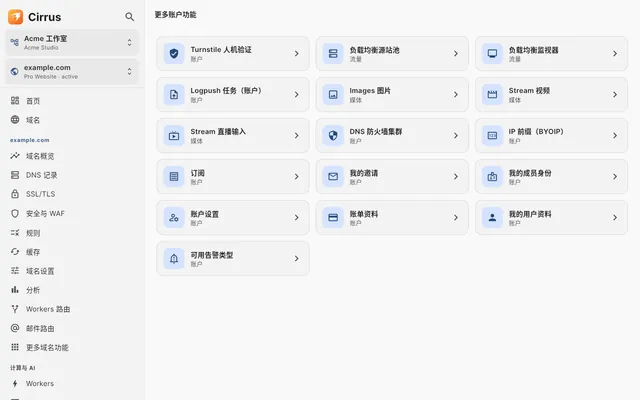 Cirrus
Acme 工作室
Acme Studio
example.com
Pro Website · active
首页
域名
example.com
域名概览
DNS 记录
SSL/TLS
安全与 WAF
规则
缓存
域名设置
分析
Workers 路由
邮件路由
更多域名功能
计算与 AI
Workers
更多账户功能
Turnstile 人机验证
账户
负载均衡源站池
流量
负载均衡监视器
流量
Logpush 任务（账户）
账户
Images 图片
媒体
Stream 视频
媒体
Stream 直播输入
媒体
DNS 防火墙集群
账户
IP 前缀（BYOIP）
账户
订阅
账户
我的邀请
账户
我的成员身份
账户
账户设置
账户
账单资料
账户
我的用户资料
账户
可用告警类型
账户